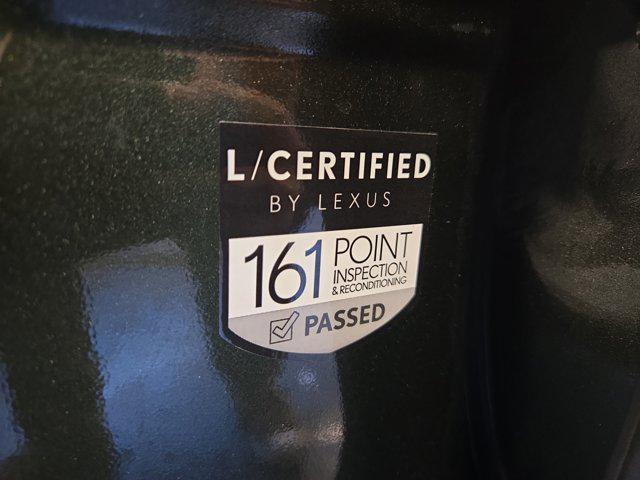 L/CERTIFIED
BY LEXUS
161 POINT
INSPECTION
& RECONDITIONING
PASSED